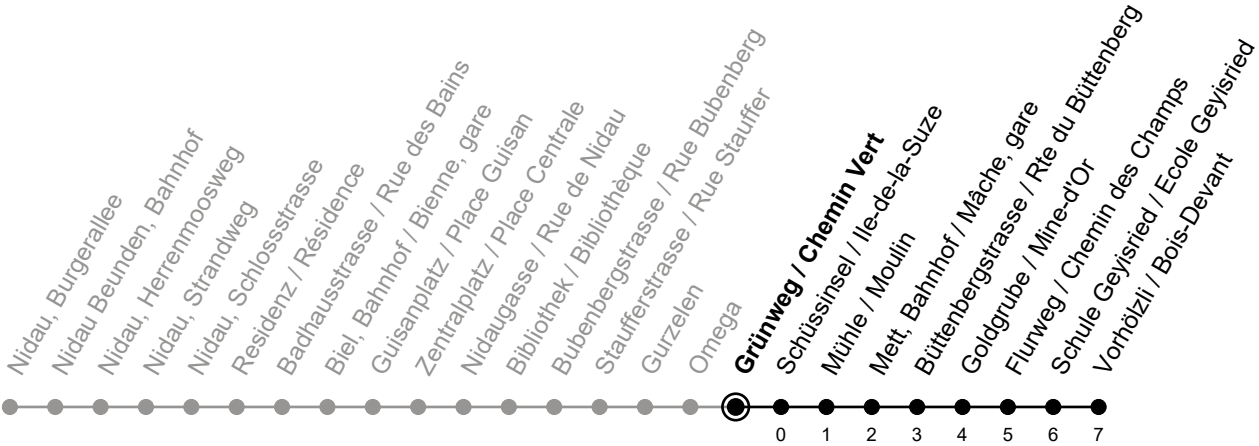 Nidau, Burgerallee
Nidau Beunden, Bahnhof
Nidau, Herrenmoosweg
Nidau, Strandweg
Nidau, Schlossstrasse
Residenz / Résidence
Badhausstrasse / Rue des Bains
Biel, Bahnhof / Bienne, gare
Guisanplatz / Place Guisan
Zentralplatz / Place Centrale
Nidaugasse / Rue de Nidau
Bibliothek / Bibliothèque
Bubenbergstrasse / Rue Bubenberg
Staufferstrasse / Rue Stauffer
Gurzelen
Omega
Grünweg / Chemin Vert
Schüssinsel / Ile-de-la-Suze
Mühle / Moulin
Mett, Bahnhof / Mâche, gare
Büttenbergstrasse / Rte du Büttenberg
Goldgrube / Mine-d'Or
Flurweg / Chemin des Champs
Schule Geyisried / Ecole Geyisried
Vorhölzli / Bois-Devant
0 1 2 3 4 5 6 7